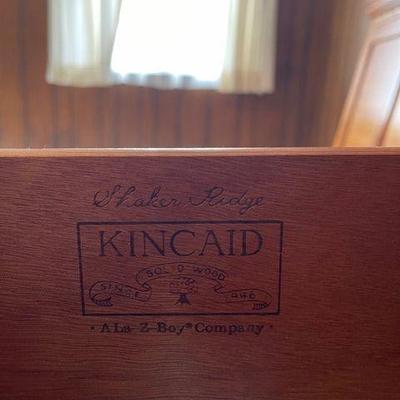 Shaker Ridge
KINCAID
SOLID WOOD
SINCE 1946
• A La-Z-Boy® Company •